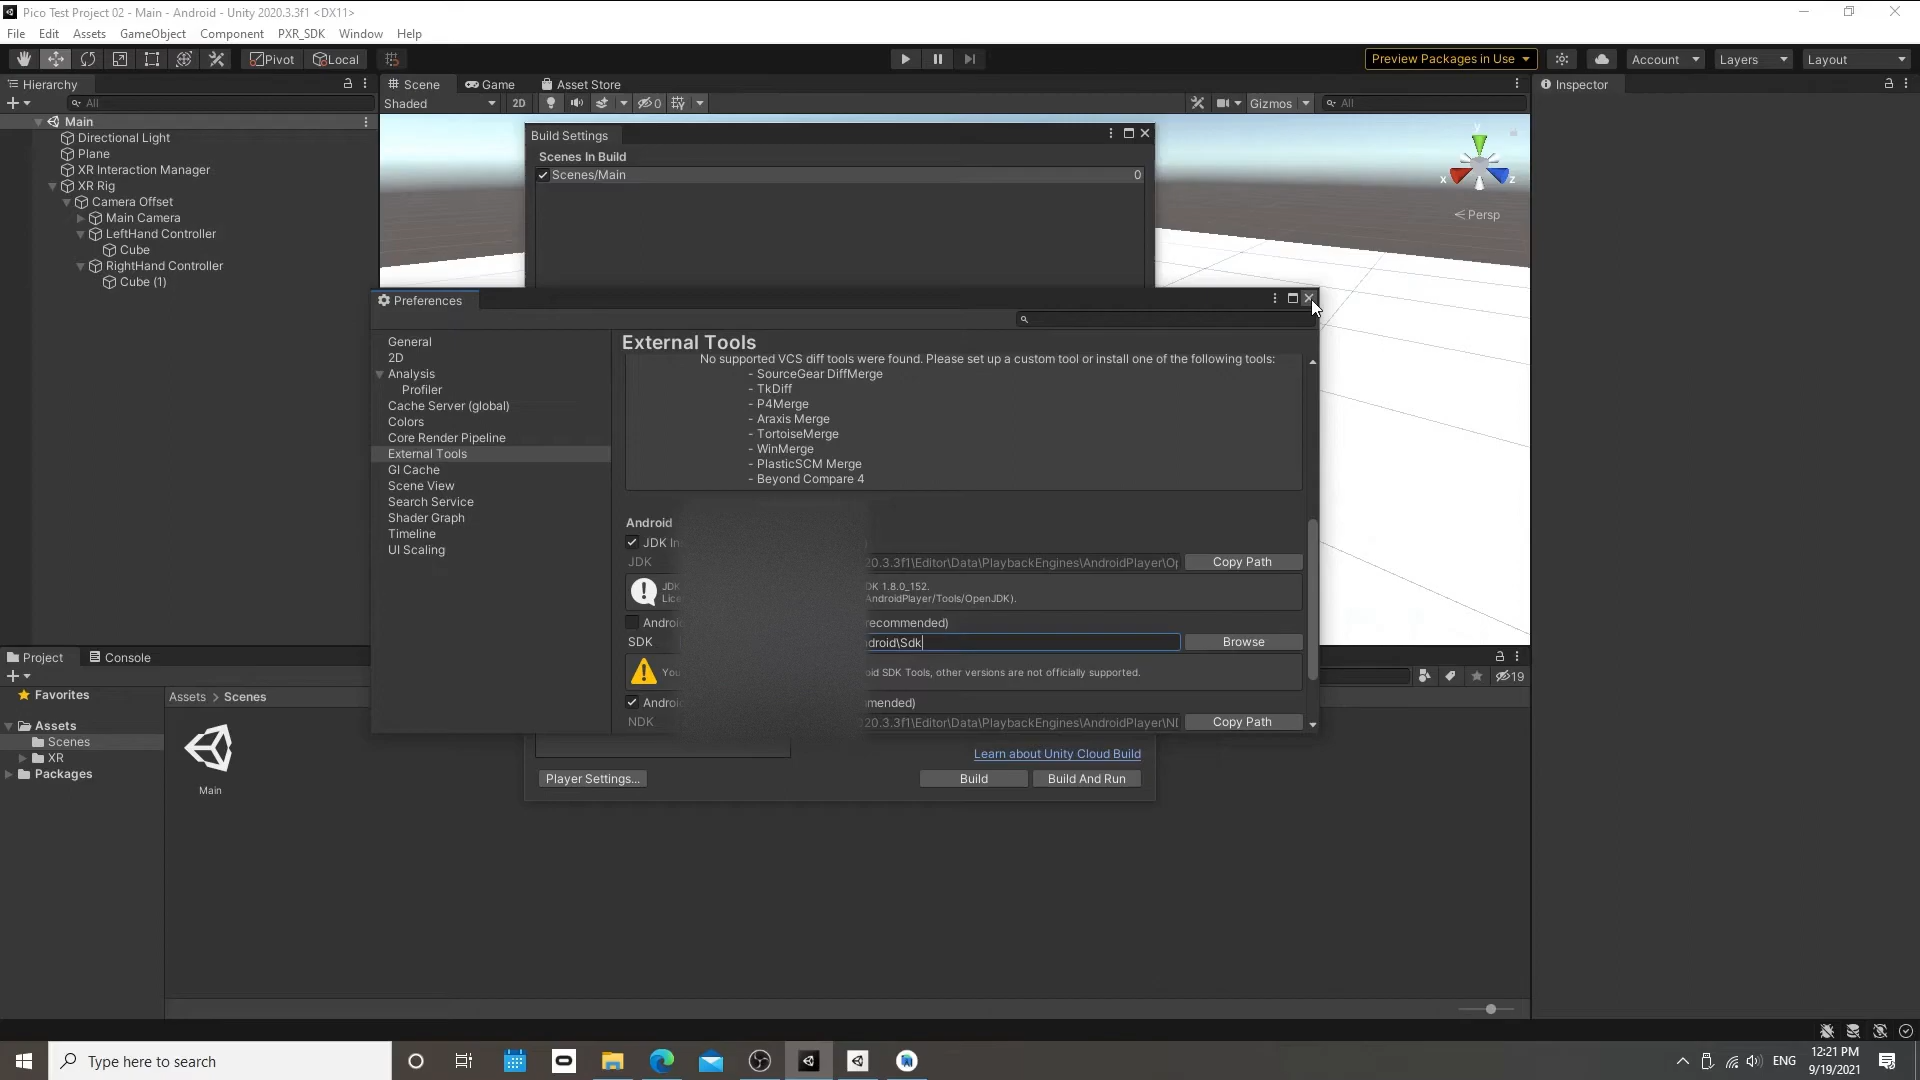 Pico Test Project 02 - Main - Android - Unity 2020.3.3f1 <DX11>
File Edit Assets GameObject Component PXR_SDK Window Help
Pivot Local Preview Packages in Use Account Layers Layout
Hierarchy
All
Main
Directional Light
Plane
XR Interaction Manager
XR Rig
Camera Offset
Main Camera
LeftHand Controller
Cube
RightHand Controller
Cube (1)
Scene Game Asset Store
Shaded 2D 0 Gizmos All
y
x z
Persp
Inspector
Build Settings
Scenes In Build
Scenes/Main 0
Preferences
General
2D
Analysis
Profiler
Cache Server (global)
Colors
Core Render Pipeline
External Tools
GI Cache
Scene View
Search Service
Shader Graph
Timeline
UI Scaling
External Tools
No supported VCS diff tools were found. Please set up a custom tool or install one of the following tools:
- SourceGear DiffMerge
- TkDiff
- P4Merge
- Araxis Merge
- TortoiseMerge
- WinMerge
- PlasticSCM Merge
- Beyond Compare 4
Android
JDK
JDK 20.3.3f1\Editor\Data\PlaybackEngines\AndroidPlayer\O Copy Path
JDK DK 1.8.0_152.
AndroidPlayer/Tools/OpenJDK).
recommended)
SDK droid\Sdk Browse
You oid SDK Tools, other versions are not officially supported.
mended)
NDK 20.3.3f1\Editor\Data\PlaybackEngines\AndroidPlayer\N Copy Path
Learn about Unity Cloud Build
Player Settings... Build Build And Run
Project Console
19
Favorites
Assets
Scenes
XR
Packages
Assets > Scenes
Main
Type here to search
ENG
12:21 PM
9/19/2021